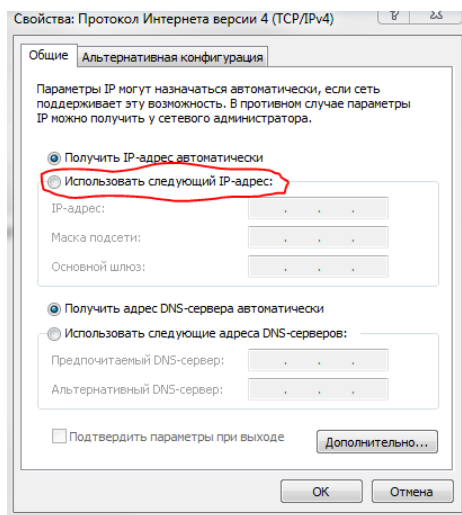 Свойства: Протокол Интернета версии 4 (TCP/IPv4)
Общие
Альтернативная конфигурация
Параметры IP могут назначаться автоматически, если сеть
поддерживает эту возможность. В противном случае параметры
IP можно получить у сетевого администратора.
Получить IP-адрес автоматически
Использовать следующий IP-адрес:
IP-адрес:
Маска подсети:
Основной шлюз:
Получить адрес DNS-сервера автоматически
Использовать следующие адреса DNS-серверов:
Предпочитаемый DNS-сервер:
Альтернативный DNS-сервер:
Подтвердить параметры при выходе
Дополнительно...
ОК
Отмена